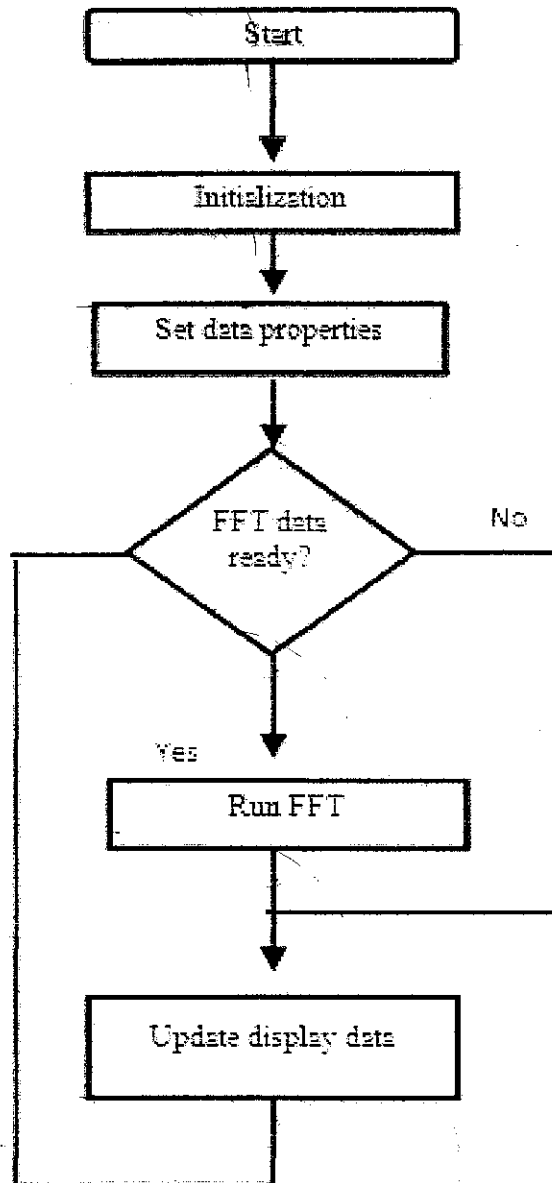 Start
Initialization
Set data properties
FFT data
ready?
No
Yes
Run FFT
Update display data